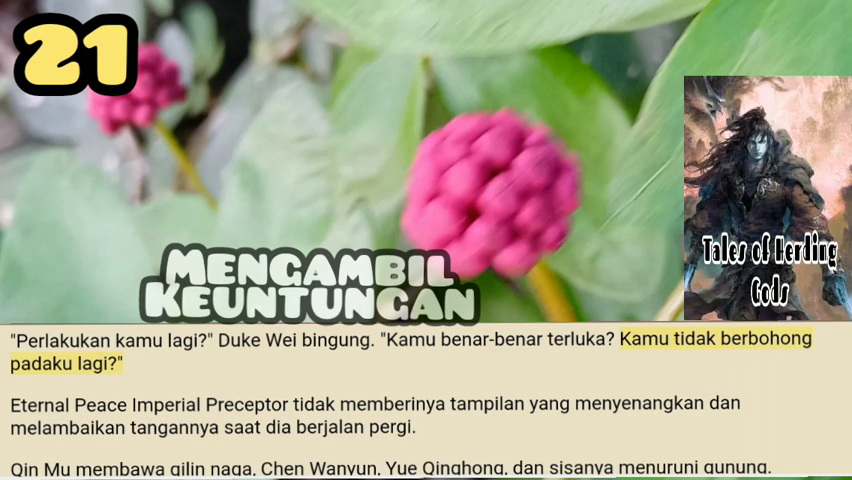 21
Tales of Herding
Gods
MENGAMBIL
KEUNTUNGAN
"Perlakukan kamu lagi?" Duke Wei bingung. "Kamu benar-benar terluka? Kamu tidak berbohong
padaku lagi?"
Eternal Peace Imperial Preceptor tidak memberinya tampilan yang menyenangkan dan
melambaikan tangannya saat dia berjalan pergi.
Qin Mu membawa qilin naga, Chen Wanyun, Yue Qinghong, dan sisanya menuruni gunung.